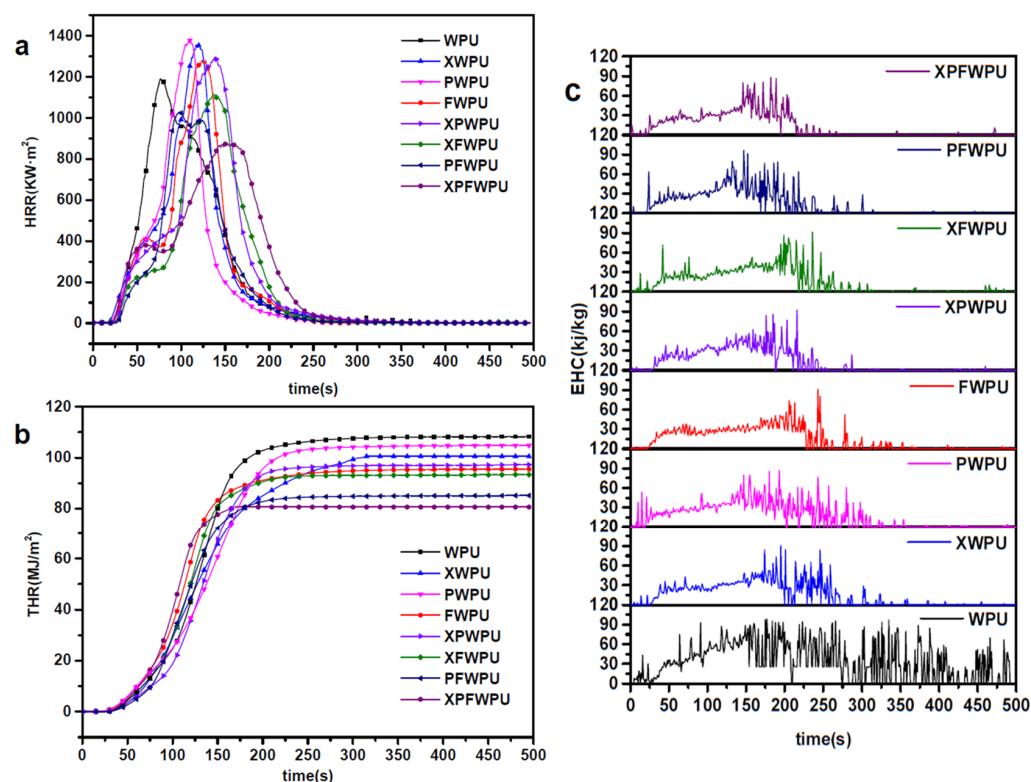 a
HRR(KW·m²)
1400
1200
1000
800
600
400
200
0
WPU
XWPU
PWPU
FWPU
XPWPU
XFWPU
PFWPU
XPFWPU
0 50 100 150 200 250 300 350 400 450 500
time(s)
b
THR(MJ/m²)
120
100
80
60
40
20
0
WPU
XWPU
PWPU
FWPU
XPWPU
XFWPU
PFWPU
XPFWPU
0 50 100 150 200 250 300 350 400 450 500
time(s)
c
EHC(kj/kg)
120
90
60
30
XPFWPU
120
90
60
30
PFWPU
120
90
60
30
XFWPU
120
90
60
30
XPWPU
120
90
60
30
FWPU
120
90
60
30
PWPU
120
90
60
30
XWPU
120
90
60
30
0
WPU
0 50 100 150 200 250 300 350 400 450 500
time(s)